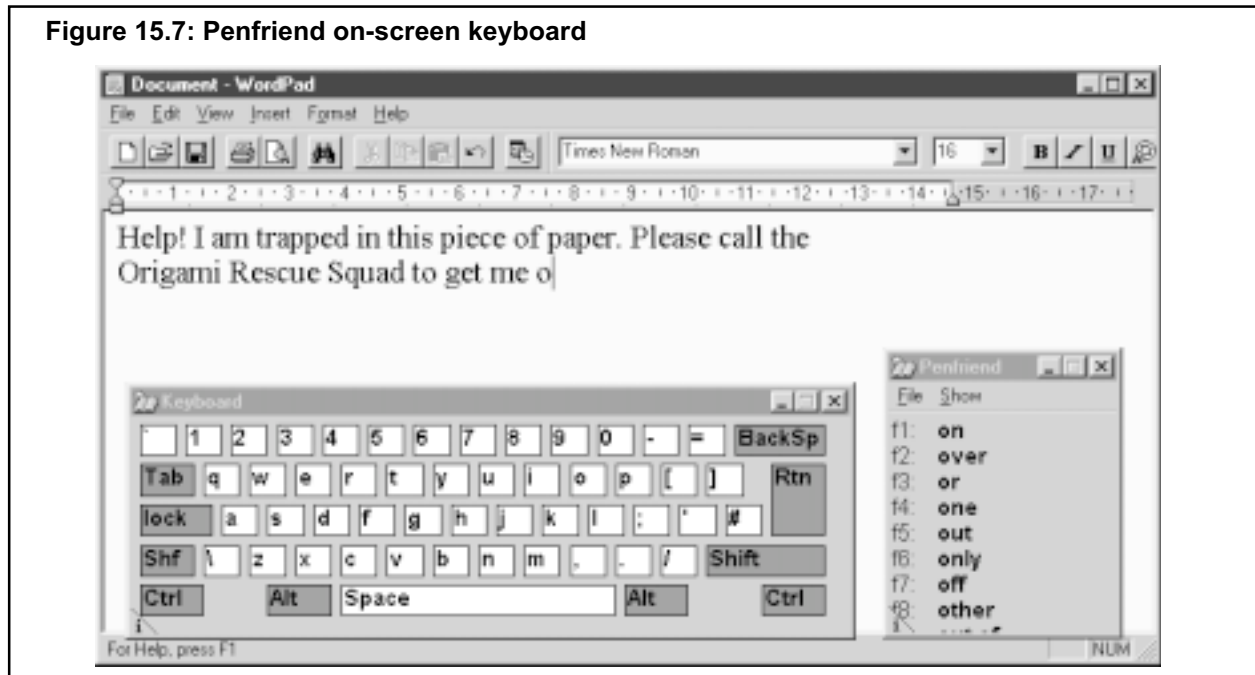 Figure 15.7: Penfriend on-screen keyboard
Document - WordPad
File Edit View Insert Format Help
Times New Roman 16 B I U
1 2 3 4 5 6 7 8 9 10 11 12 13 14 15 16 17
Help! I am trapped in this piece of paper. Please call the
Origami Rescue Squad to get me o
Penfriend
File Show
f1: on
f2: over
f3: or
f4: one
f5: out
f6: only
f7: off
f8: other
Keyboard
` 1 2 3 4 5 6 7 8 9 0 - = BackSp
Tab q w e r t y u i o p [ ] Rtn
lock a s d f g h j k l ; ' #
Shf \ z x c v b n m , . / Shift
Ctrl Alt Space Alt Ctrl
For Help, press F1
NUM